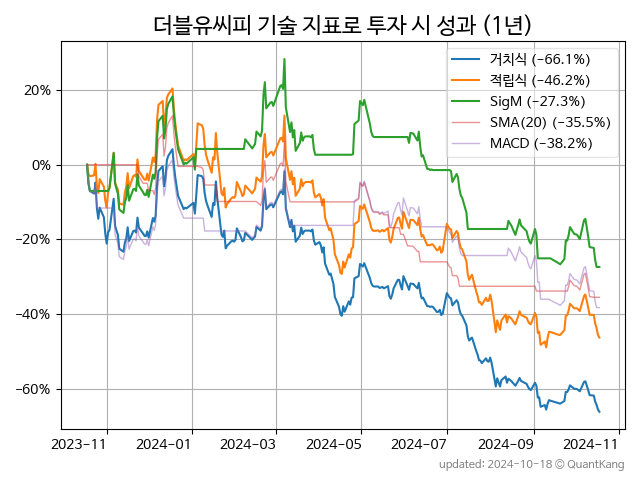 더블유씨피 기술 지표로 투자 시 성과 (1년)
거치식 (−66.1%)
적립식 (−46.2%)
SigM (−27.3%)
SMA(20) (−35.5%)
MACD (−38.2%)
20%
0%
−20%
−40%
−60%
2023−11 2024−01 2024−03 2024−05 2024−07 2024−09 2024−11
updated: 2024-10-18 © QuantKang